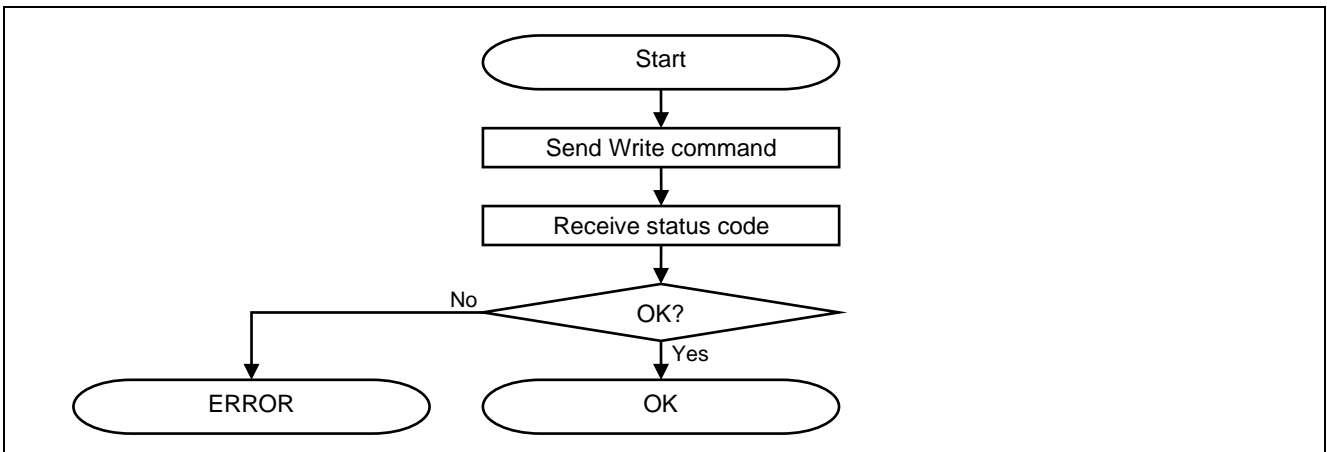 Start
Send Write command
Receive status code
No
OK?
Yes
ERROR
OK